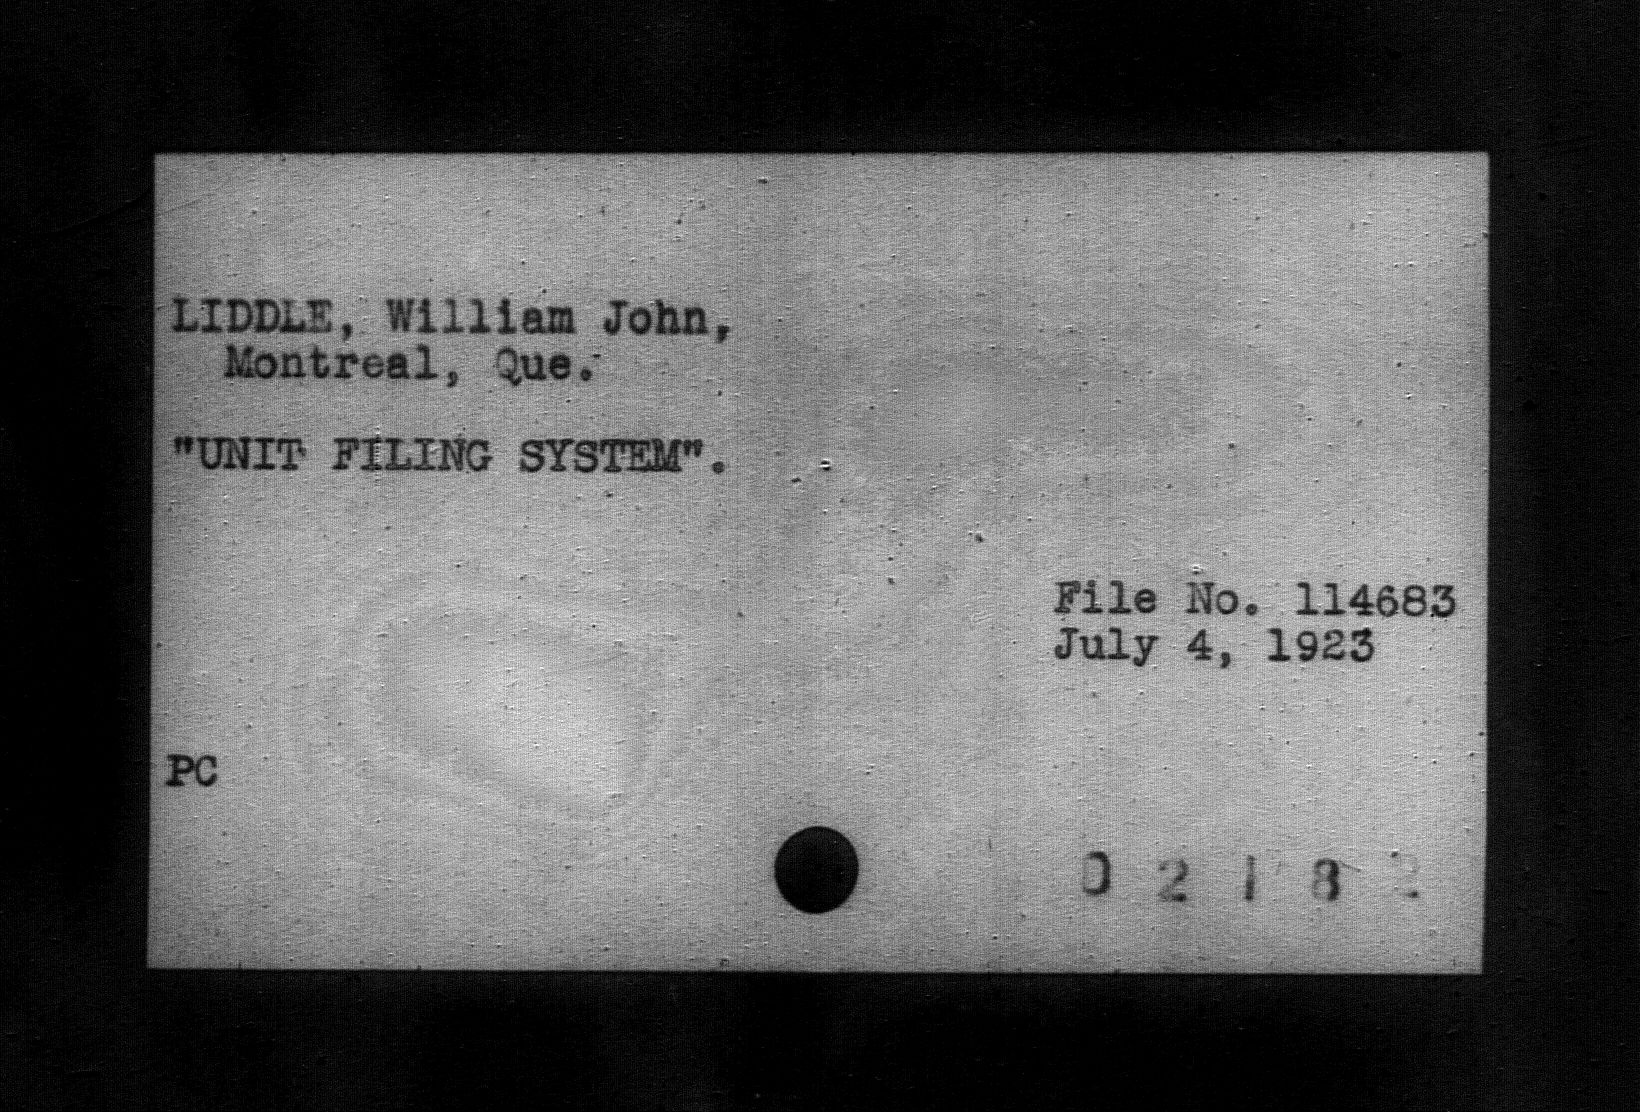 LIDDLE, William John,
Montreal, Que.
"UNIT FILING SYSTEM".
File No. 114683
July 4, 1923
PC